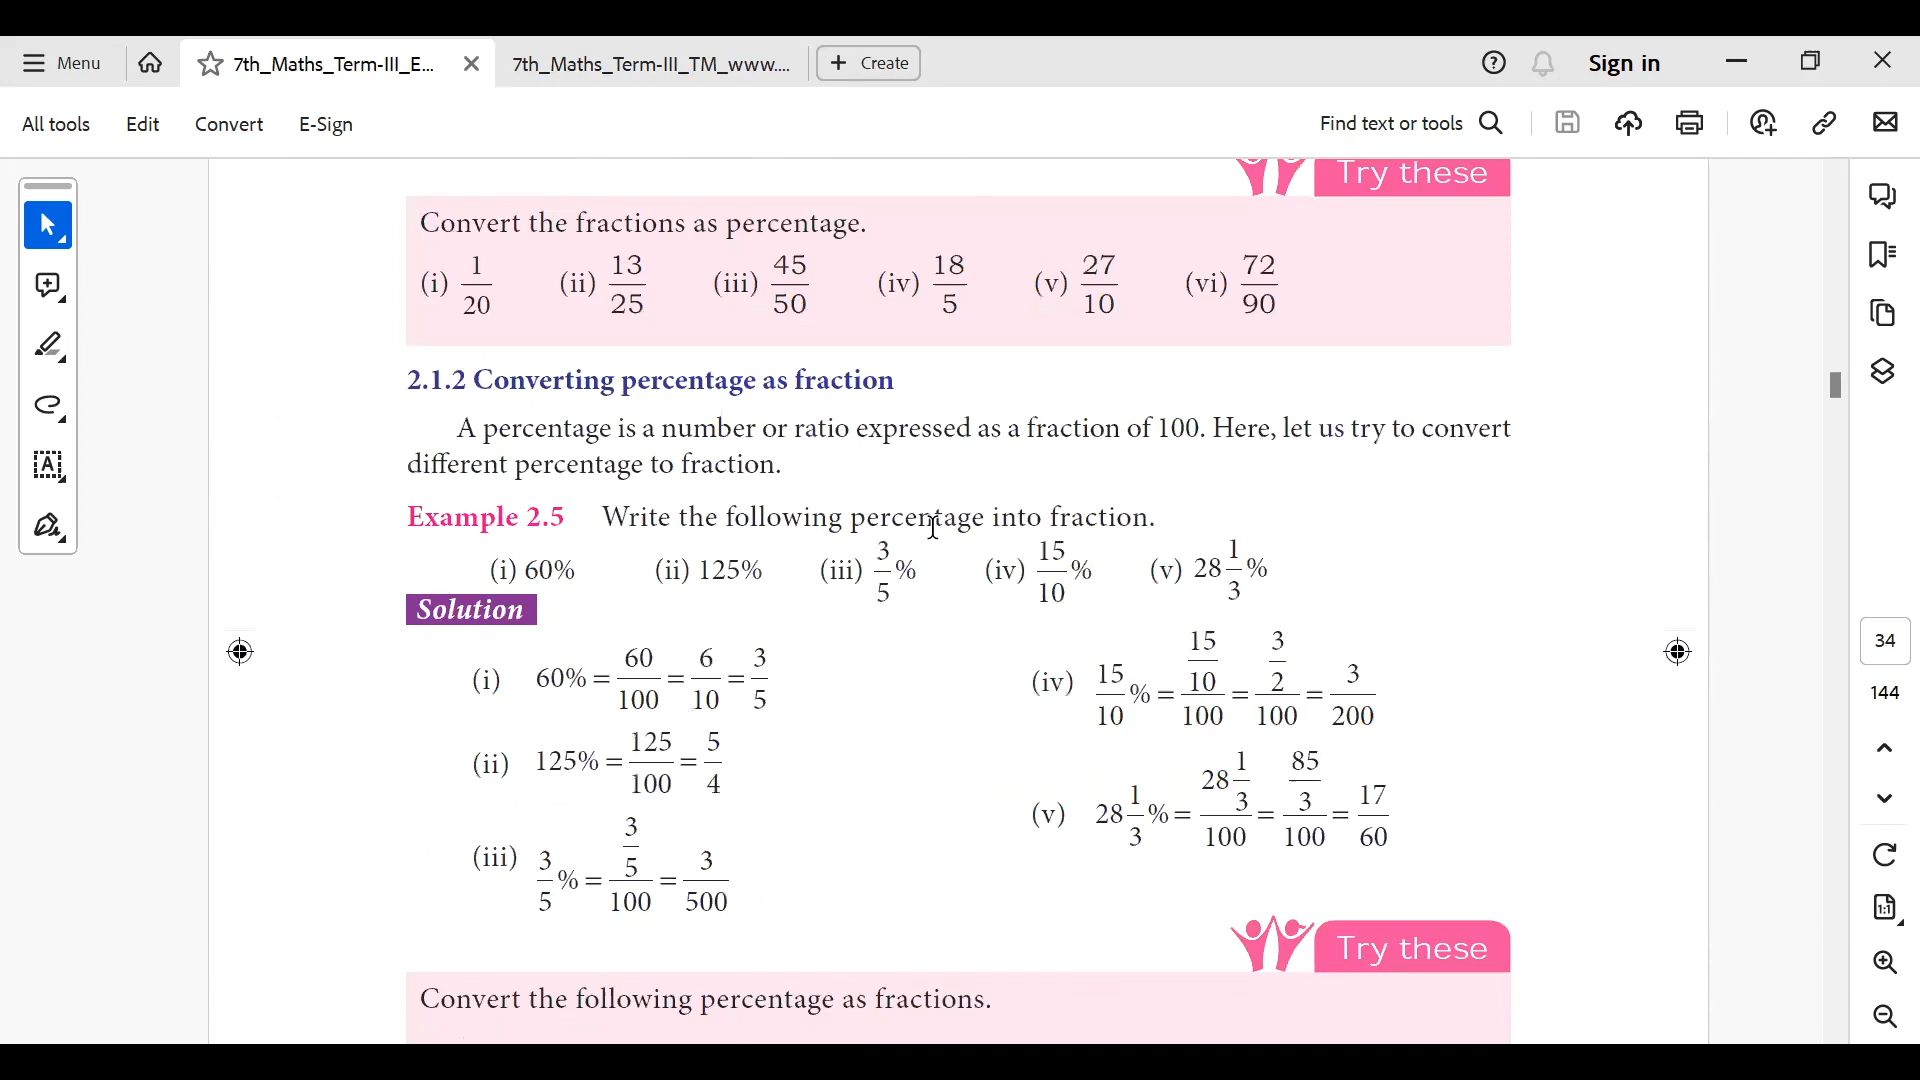 Menu
7th_Maths_Term-III_E...
7th_Maths_Term-III_TM_www....
+ Create
Sign in
All tools Edit Convert E-Sign
Find text or tools
Try these
Convert the fractions as percentage.
(i) 1/20 (ii) 13/25 (iii) 45/50 (iv) 18/5 (v) 27/10 (vi) 72/90
2.1.2 Converting percentage as fraction
A percentage is a number or ratio expressed as a fraction of 100. Here, let us try to convert
different percentage to fraction.
Example 2.5 Write the following percentage into fraction.
(i) 60% (ii) 125% (iii) 3/5% (iv) 15/10% (v) 28 1/3%
Solution
(i) 60% = 60/100 = 6/10 = 3/5
(ii) 125% = 125/100 = 5/4
(iii) 3/5% = (3/5)/100 = 3/500
(iv) 15/10% = (15/10)/100 = (3/2)/100 = 3/200
(v) 28 1/3% = (28 1/3)/100 = (85/3)/100 = 17/60
Try these
Convert the following percentage as fractions.
34
144
1:1